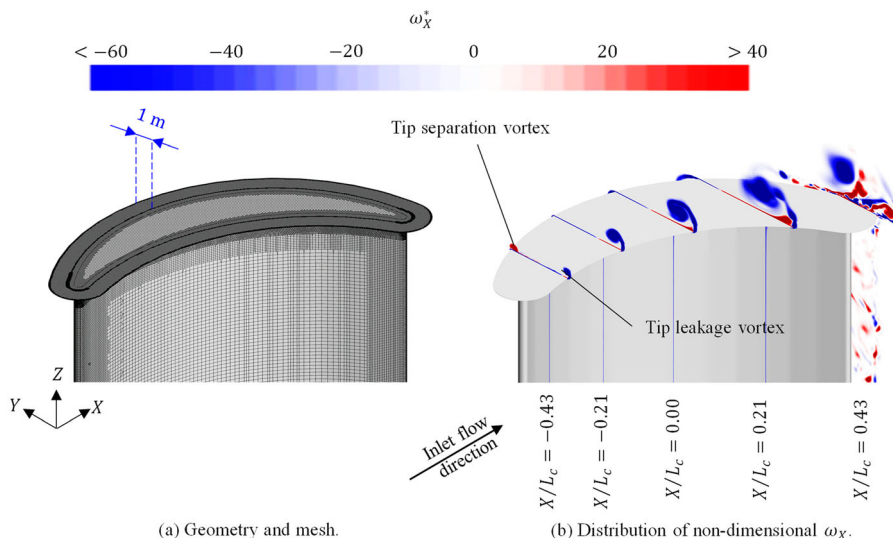 ω*X
< −60 −40 −20 0 20 > 40
1 m
Tip separation vortex
Tip leakage vortex
Z
Y X
Inlet flow
direction
X/Lc = −0.43
X/Lc = −0.21
X/Lc = 0.00
X/Lc = 0.21
X/Lc = 0.43
(a) Geometry and mesh.
(b) Distribution of non-dimensional ωX.